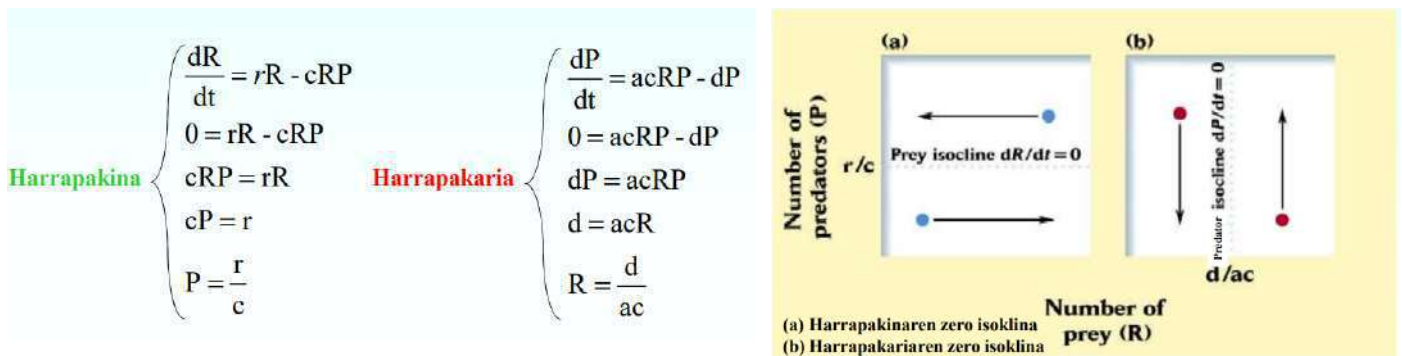 Harrapakina
dR/dt = rR - cRP
0 = rR - cRP
cRP = rR
cP = r
P = r/c
Harrapakaria
dP/dt = acRP - dP
0 = acRP - dP
dP = acRP
d = acR
R = d/ac
(a)
(b)
Number of
predators (P)
r/c
Prey isocline dR/dt = 0
Predator isocline dP/dt = 0
d/ac
Number of
prey (R)
(a) Harrapakinaren zero isoklina
(b) Harrapakariaren zero isoklina